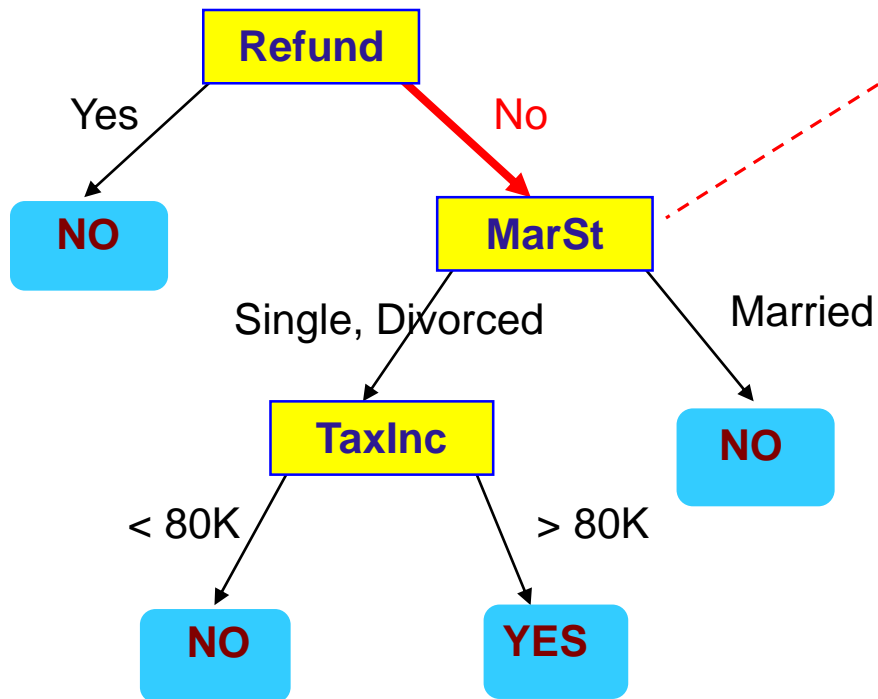 Refund
Yes
No
NO
MarSt
Single, Divorced
Married
TaxInc
NO
< 80K
> 80K
NO
YES